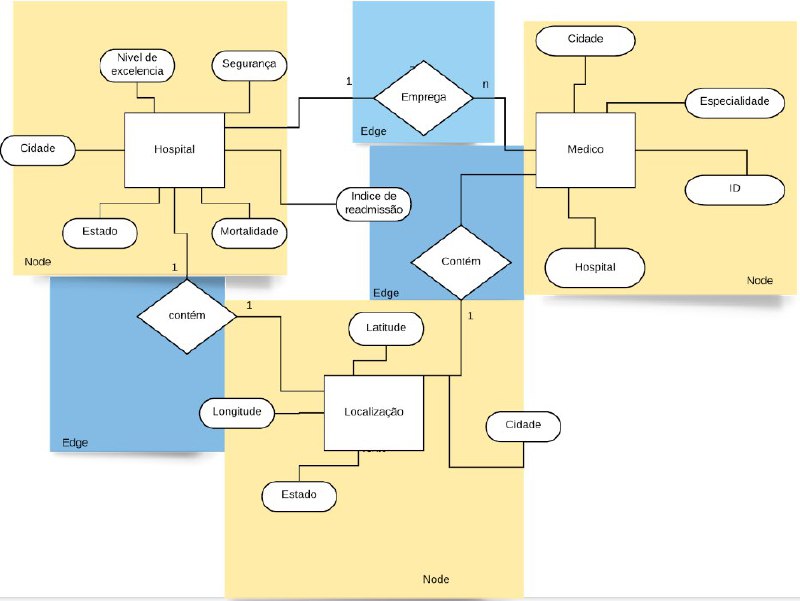 Cidade
Nivel de
excelencia
Segurança
1
Emprega
n
Especialidade
Edge
Cidade
Hospital
Medico
ID
Indice de
readmissão
Estado
Mortalidade
Contém
Node
1
Hospital
Node
Edge
contém
1
1
Latitude
Longitude
Localização
Cidade
Edge
Estado
Node